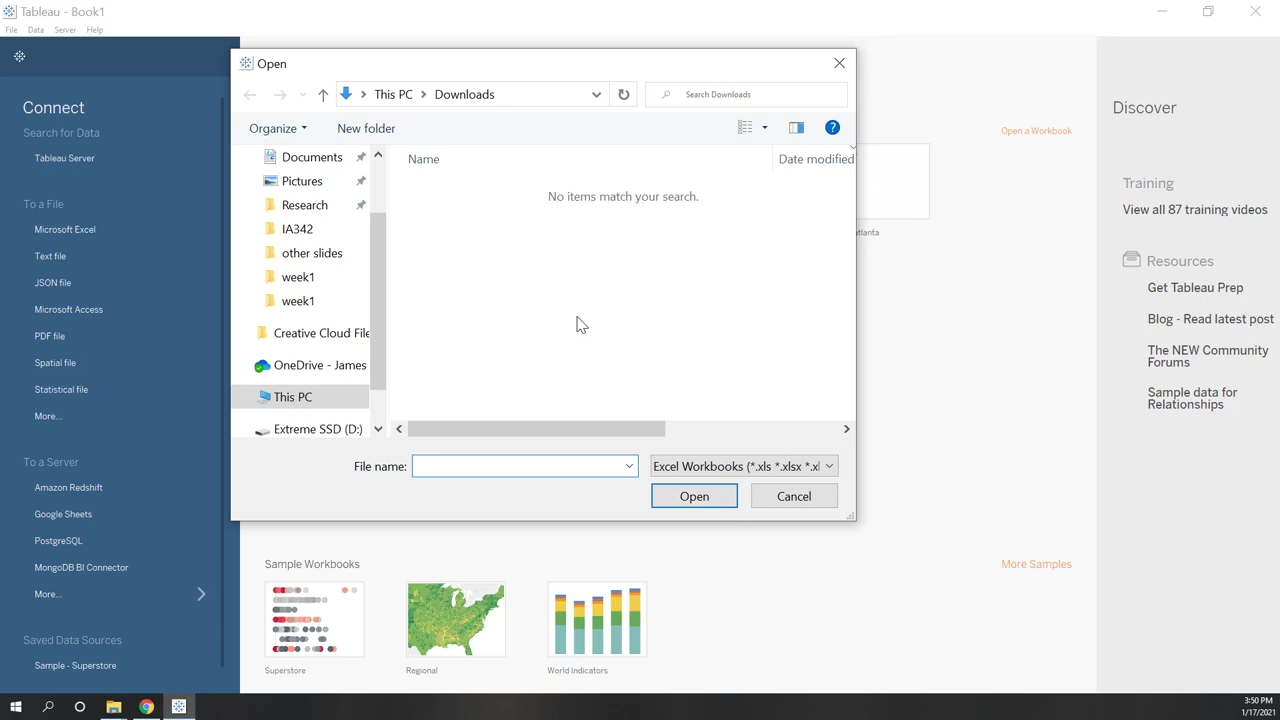 Tableau - Book1
File Data Server Help
Connect
Search for Data
Tableau Server
To a File
Microsoft Excel
Text file
JSON file
Microsoft Access
PDF file
Spatial file
Statistical file
More...
To a Server
Amazon Redshift
Google Sheets
PostgreSQL
MongoDB BI Connector
More...
Saved Data Sources
Sample - Superstore
Open
This PC > Downloads
Search Downloads
Organize
New folder
Documents
Pictures
Research
IA342
other slides
week1
week1
Creative Cloud File
OneDrive - James
This PC
Extreme SSD (D:)
Name
Date modified
No items match your search.
File name:
Excel Workbooks (*.xls *.xlsx *.xl
Open
Cancel
Open a Workbook
atlanta
Sample Workbooks
More Samples
Superstore
Regional
World Indicators
Discover
Training
View all 87 training videos
Resources
Get Tableau Prep
Blog - Read latest post
The NEW Community
Forums
Sample data for
Relationships
3:50 PM
1/17/2021